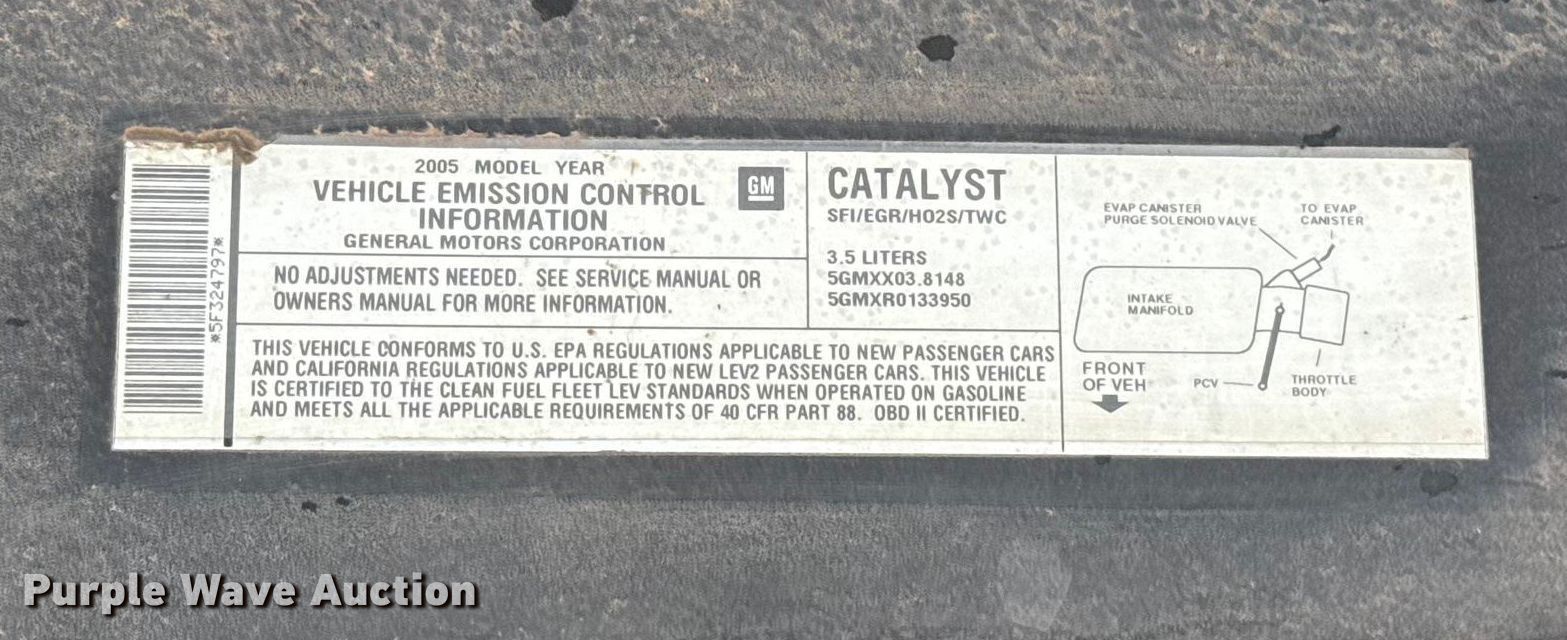 *5F324797*
2005 MODEL YEAR
VEHICLE EMISSION CONTROL
INFORMATION
GENERAL MOTORS CORPORATION
GM
NO ADJUSTMENTS NEEDED. SEE SERVICE MANUAL OR
OWNERS MANUAL FOR MORE INFORMATION.
CATALYST
SFI/EGR/HO2S/TWC
3.5 LITERS
5GMXX03.8148
5GMXR0133950
THIS VEHICLE CONFORMS TO U.S. EPA REGULATIONS APPLICABLE TO NEW PASSENGER CARS
AND CALIFORNIA REGULATIONS APPLICABLE TO NEW LEV2 PASSENGER CARS. THIS VEHICLE
IS CERTIFIED TO THE CLEAN FUEL FLEET LEV STANDARDS WHEN OPERATED ON GASOLINE
AND MEETS ALL THE APPLICABLE REQUIREMENTS OF 40 CFR PART 88. OBD II CERTIFIED.
EVAP CANISTER
PURGE SOLENOID VALVE
TO EVAP
CANISTER
INTAKE
MANIFOLD
FRONT
OF VEH
PCV
THROTTLE
BODY
Purple Wave Auction